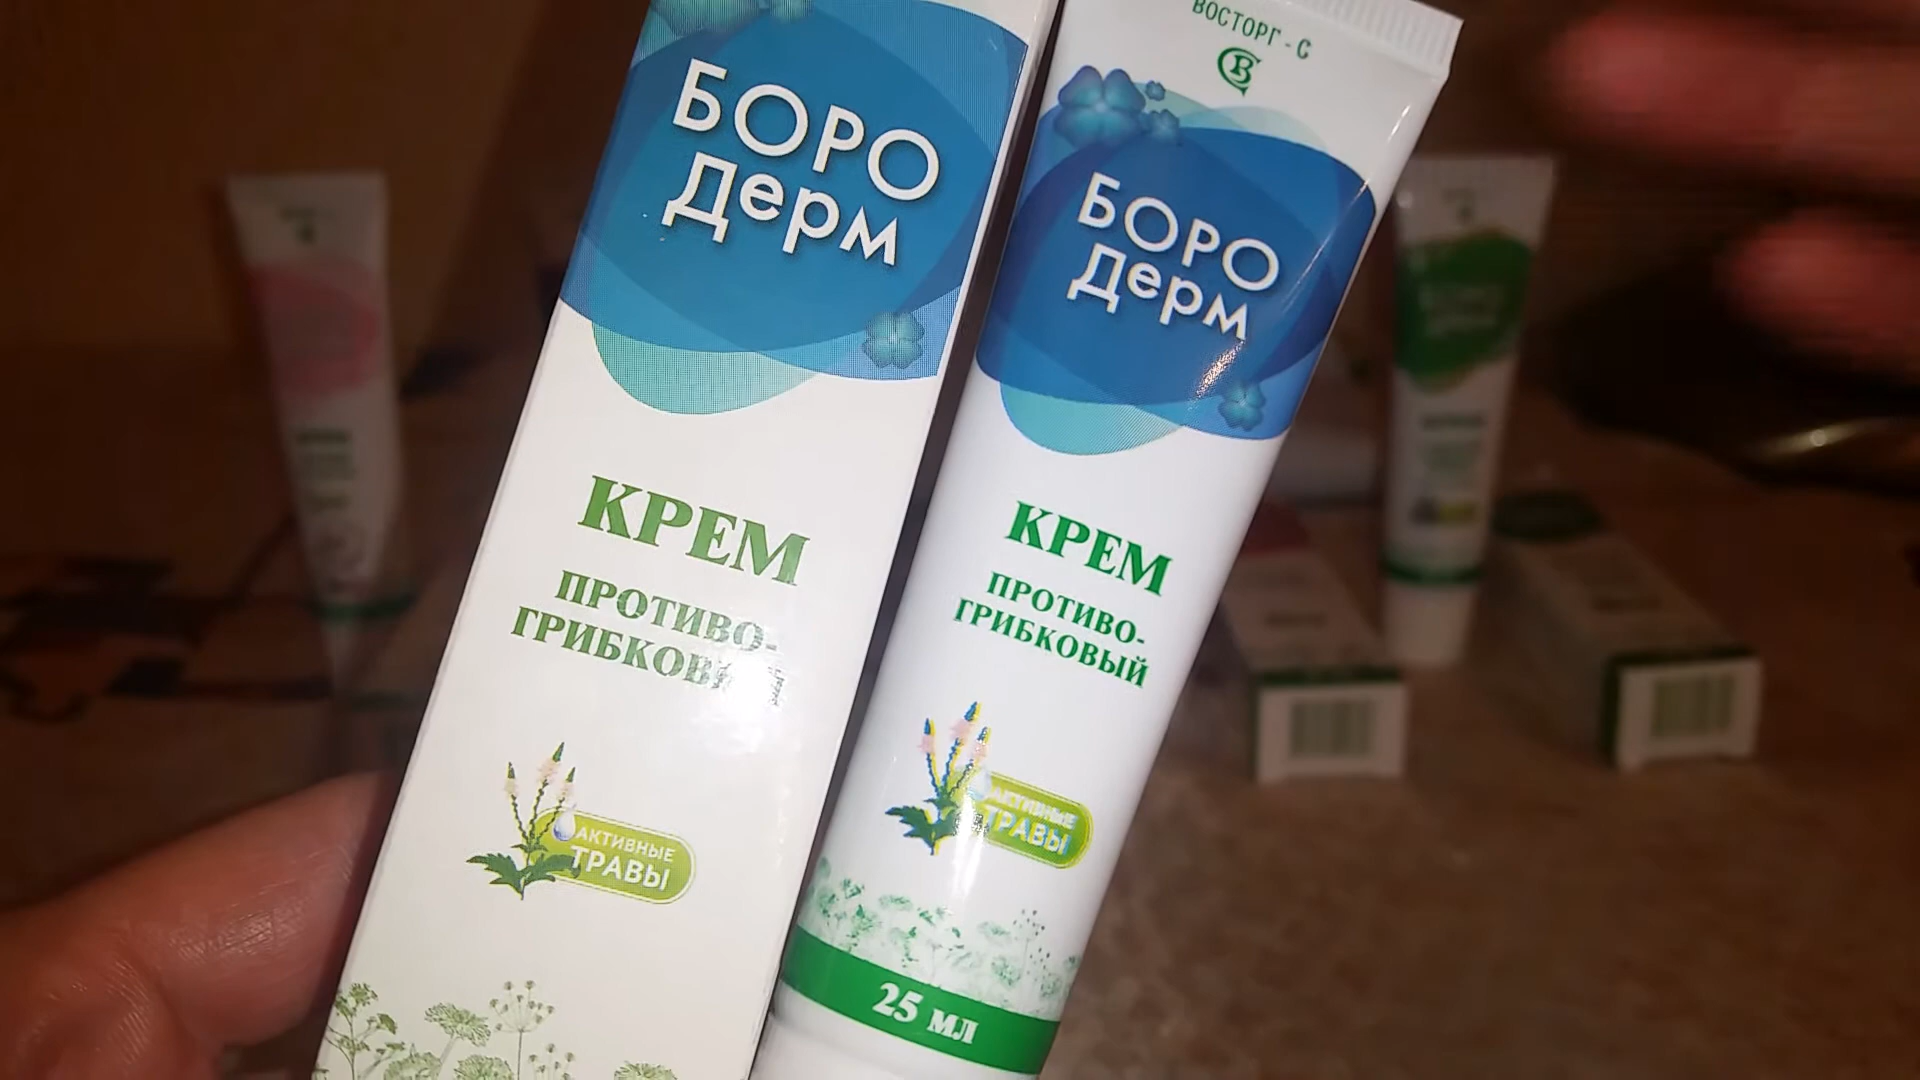 БОРО
Дерм
КРЕМ
ПРОТИВО-
ГРИБКОВЫЙ
АКТИВНЫЕ
ТРАВЫ
ВОСТОРГ-С
БОРО
Дерм
КРЕМ
ПРОТИВО-
ГРИБКОВЫЙ
АКТИВНЫЕ
ТРАВЫ
25 мл